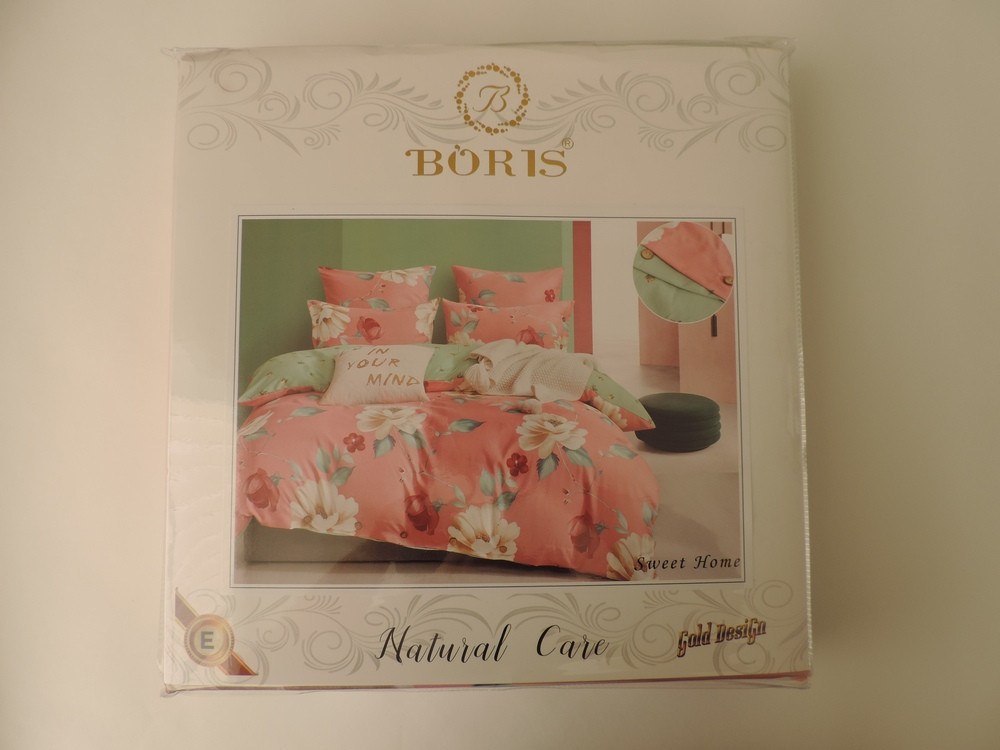 B
BORIS®
IN
YOUR
MIND
Sweet Home
E
Natural Care
Gold Design